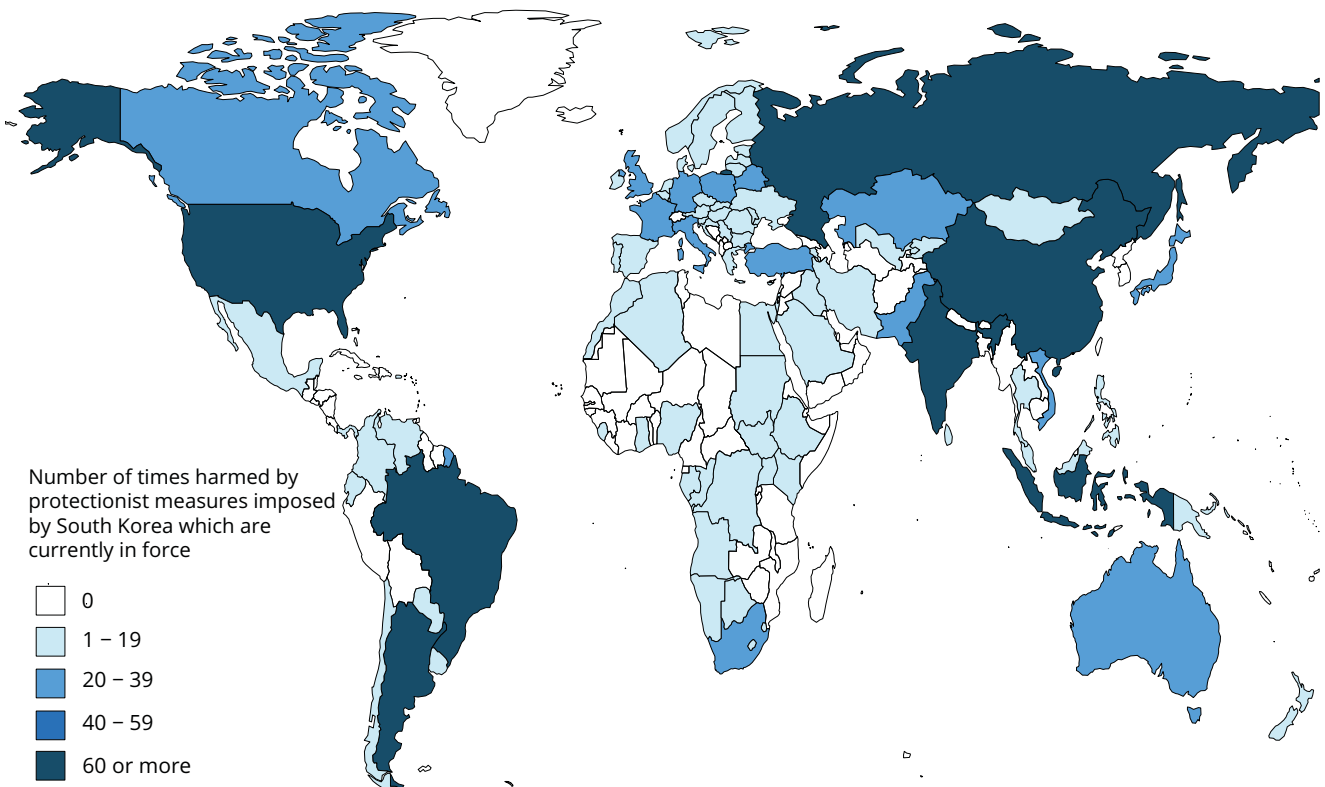 Number of times harmed by
protectionist measures imposed
by South Korea which are
currently in force
0
1 – 19
20 – 39
40 – 59
60 or more